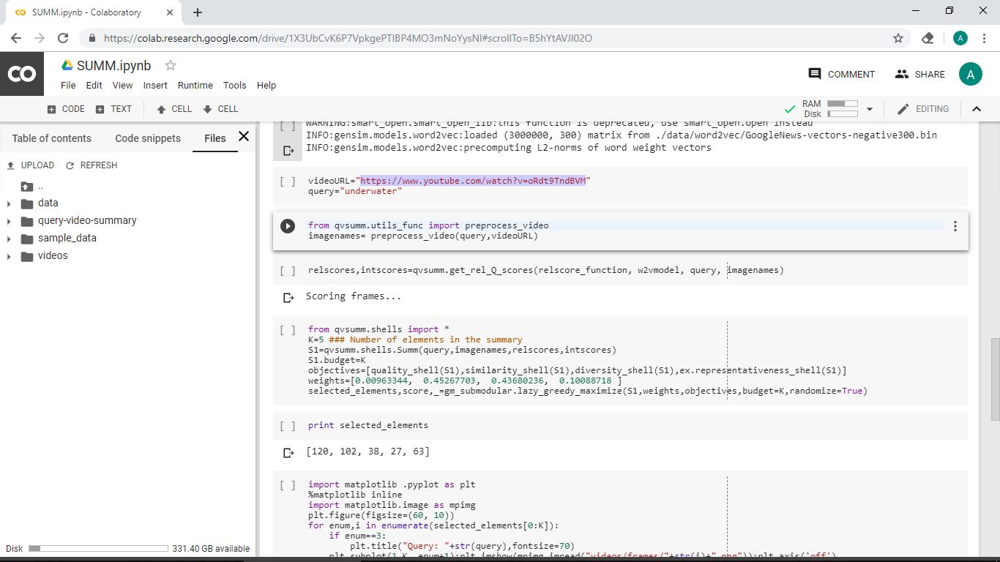 SUMM.ipynb - Colaboratory
https://colab.research.google.com/drive/1X3UbCvK6P7VpkgePTIBP4MO3mNoYysNI#scrollTo=B5hYtAVJI02O
A
CO
SUMM.ipynb
COMMENT
SHARE
A
File Edit View Insert Runtime Tools Help
CODE TEXT CELL CELL
RAM
Disk
EDITING
Table of contents Code snippets Files
UPLOAD REFRESH
..
data
query-video-summary
sample_data
videos
Disk 331.40 GB available
[ ] WARNING:smart_open.smart_open_lib:this function is deprecated, use smart_open.open instead
INFO:gensim.models.word2vec:loaded (3000000, 300) matrix from ./data/word2vec/GoogleNews-vectors-negative300.bin
INFO:gensim.models.word2vec:precomputing L2-norms of word weight vectors
[ ] videoURL="https://www.youtube.com/watch?v=oRdt9TndBVM"
query="underwater"
from qvsumm.utils_func import preprocess_video
imagenames= preprocess_video(query,videoURL)
[ ] relscores,intscores=qvsumm.get_rel_Q_scores(relscore_function, w2vmodel, query, imagenames)
Scoring frames...
[ ] from qvsumm.shells import *
K=5 ### Number of elements in the summary
S1=qvsumm.shells.Summ(query,imagenames,relscores,intscores)
S1.budget=K
objectives=[quality_shell(S1),similarity_shell(S1),diversity_shell(S1),ex.representativeness_shell(S1)]
weights=[0.00963344, 0.45267703, 0.43680236, 0.10088718 ]
selected_elements,score,_=gm_submodular.lazy_greedy_maximize(S1,weights,objectives,budget=K,randomize=True)
[ ] print selected_elements
[120, 102, 38, 27, 63]
[ ] import matplotlib .pyplot as plt
%matplotlib inline
import matplotlib.image as mpimg
plt.figure(figsize=(60, 10))
for enum,i in enumerate(selected_elements[0:K]):
if enum==3:
plt.title("Query: "+str(query),fontsize=70)
plt.subplot(1,K, enum+1);plt.imshow(mpimg.imread("videos/frames/"+str(i)+".png"));plt.axis('off')